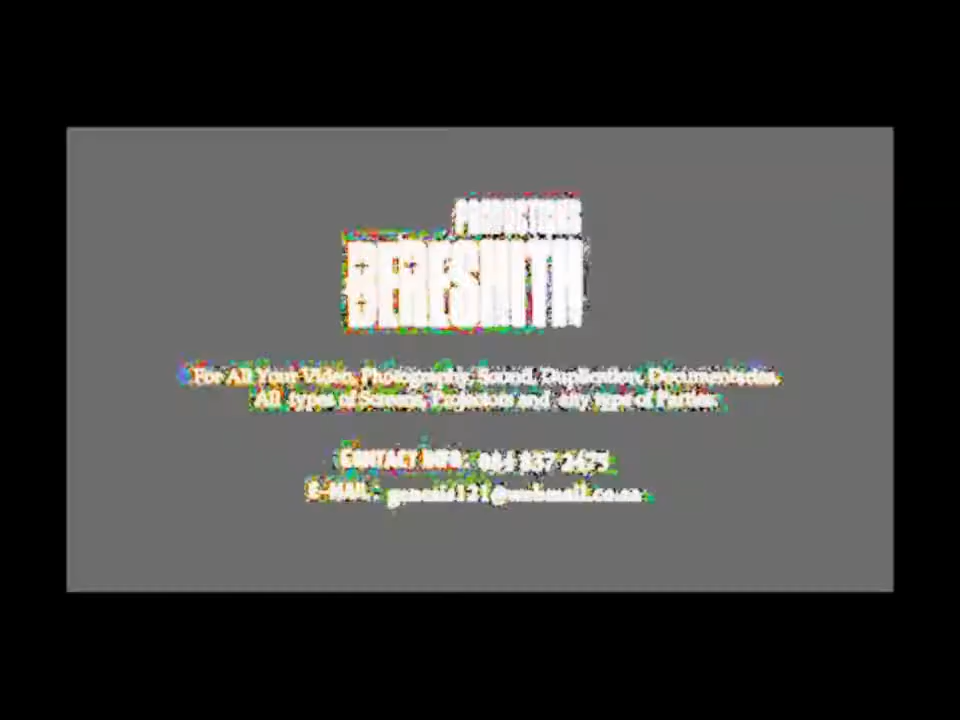 BERESHITH
For All Your Video, Photography, Sound, Duplication, Documentaries,
All types of Screens, Projectors and any type of Parties.
CONTACT INFO:
E-MAIL: